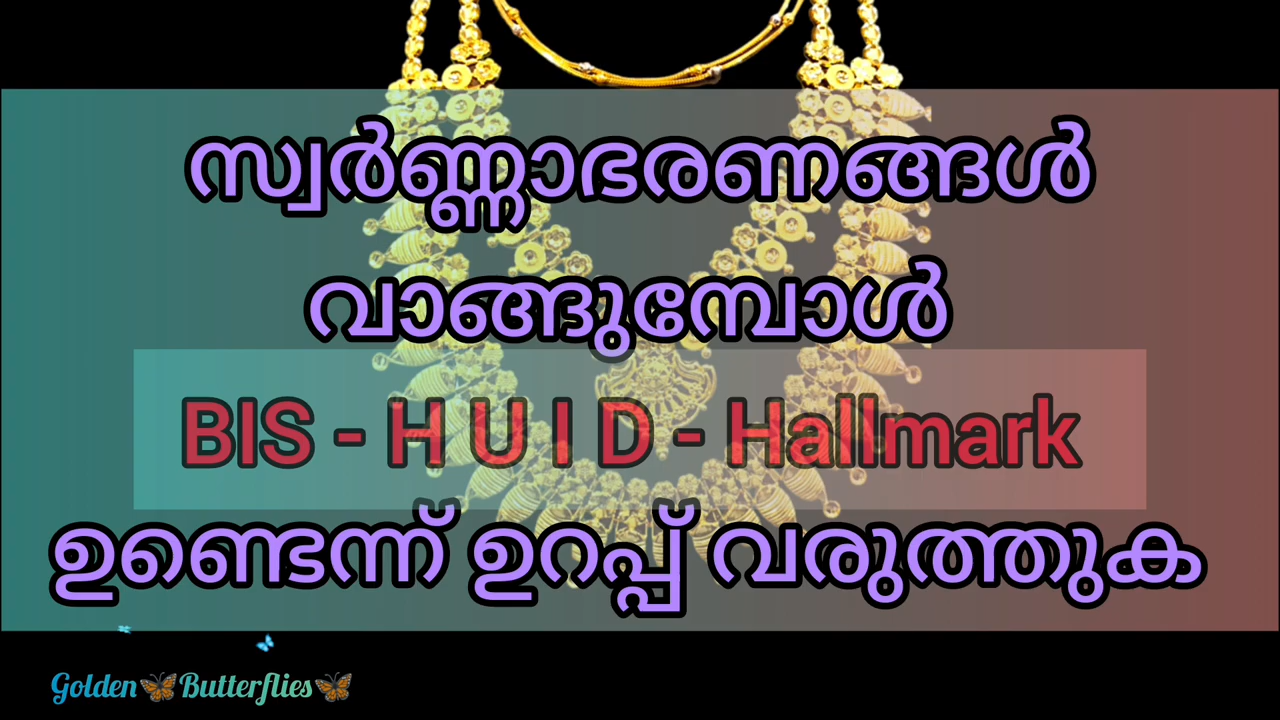 സ്വർണ്ണാഭരണങ്ങൾ
വാങ്ങുമ്പോൾ
BIS - H U I D - Hallmark
ഉണ്ടെന്ന് ഉറപ്പ് വരുത്തുക
Golden🦋Butterflies🦋